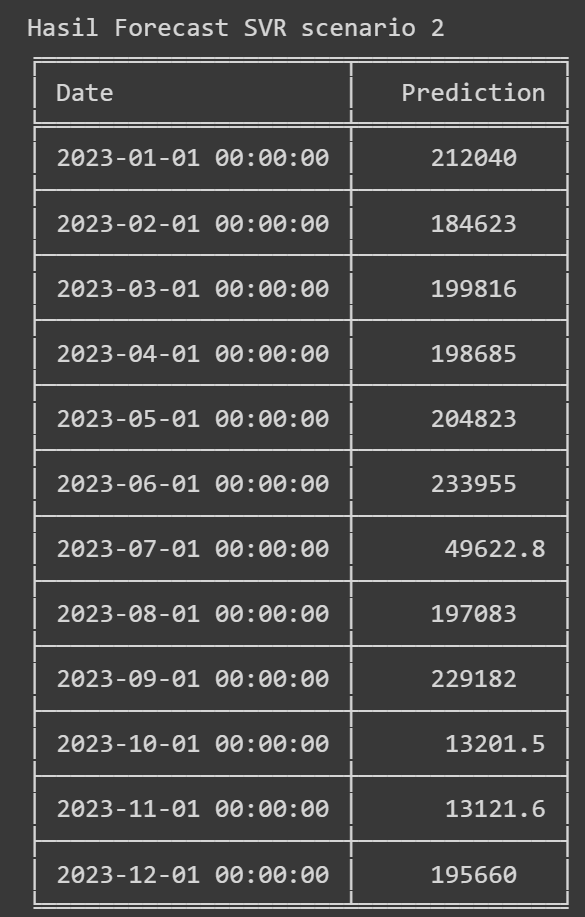 Hasil Forecast SVR scenario 2
Date Prediction
2023-01-01 00:00:00 212040
2023-02-01 00:00:00 184623
2023-03-01 00:00:00 199816
2023-04-01 00:00:00 198685
2023-05-01 00:00:00 204823
2023-06-01 00:00:00 233955
2023-07-01 00:00:00 49622.8
2023-08-01 00:00:00 197083
2023-09-01 00:00:00 229182
2023-10-01 00:00:00 13201.5
2023-11-01 00:00:00 13121.6
2023-12-01 00:00:00 195660